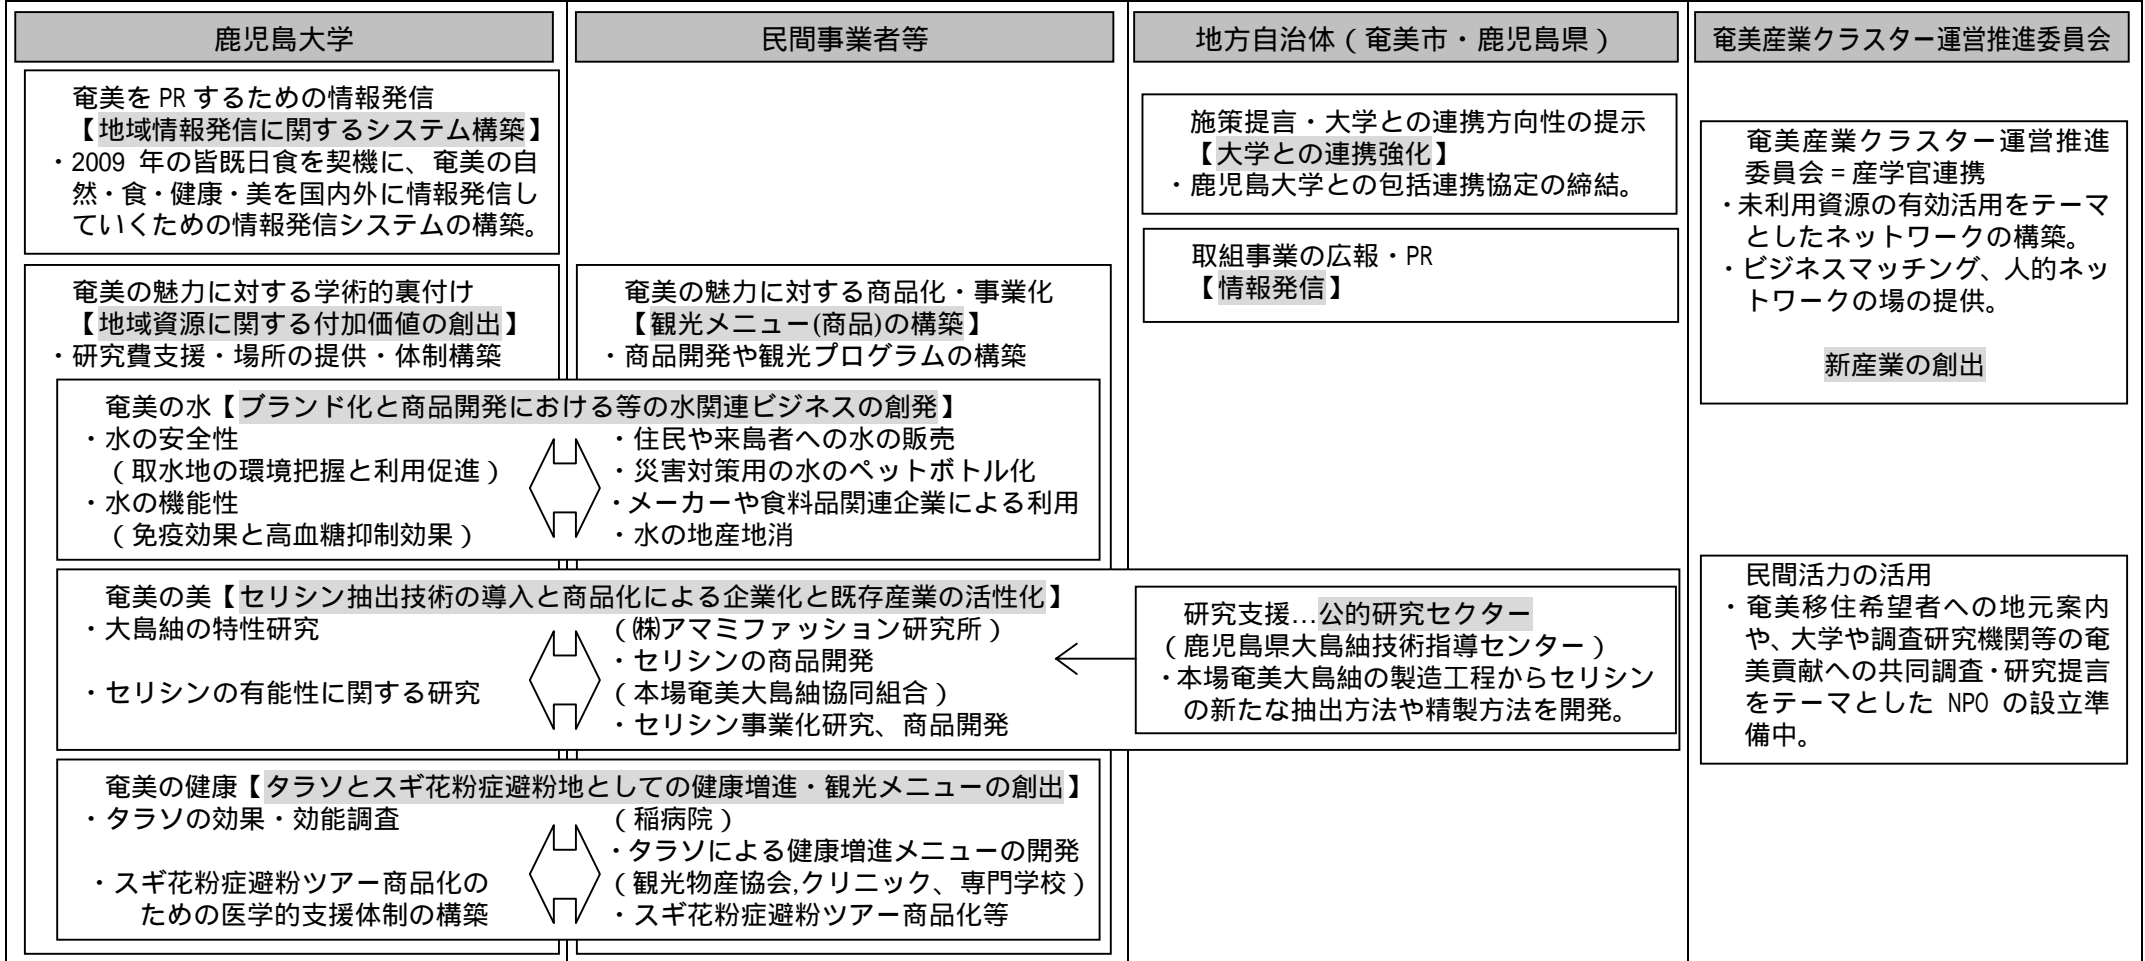 鹿児島大学
奄美を PR するための情報発信
【地域情報発信に関するシステム構築】
・2009 年の皆既日食を契機に、奄美の自
然・食・健康・美を国内外に情報発信し
ていくための情報発信システムの構築。
奄美の魅力に対する学術的裏付け
【地域資源に関する付加価値の創出】
・研究費支援・場所の提供・体制構築
民間事業者等
奄美の魅力に対する商品化・事業化
【観光メニュー(商品)の構築】
・商品開発や観光プログラムの構築
奄美の水【ブランド化と商品開発における等の水関連ビジネスの創発】
・水の安全性
（取水地の環境把握と利用促進）
・水の機能性
（免疫効果と高血糖抑制効果）
・住民や来島者への水の販売
・災害対策用の水のペットボトル化
・メーカーや食料品関連企業による利用
・水の地産地消
奄美の美【セリシン抽出技術の導入と商品化による企業化と既存産業の活性化】
・大島紬の特性研究
・セリシンの有能性に関する研究
（㈱アマミファッション研究所）
・セリシンの商品開発
（本場奄美大島紬協同組合）
・セリシン事業化研究、商品開発
研究支援…公的研究セクター
（鹿児島県大島紬技術指導センター）
・本場奄美大島紬の製造工程からセリシン
の新たな抽出方法や精製方法を開発。
奄美の健康【タラソとスギ花粉症避粉地としての健康増進・観光メニューの創出】
・タラソの効果・効能調査
・スギ花粉症避粉ツアー商品化の
ための医学的支援体制の構築
（稲病院）
・タラソによる健康増進メニューの開発
（観光物産協会,クリニック、専門学校）
・スギ花粉症避粉ツアー商品化等
地方自治体（奄美市・鹿児島県）
施策提言・大学との連携方向性の提示
【大学との連携強化】
・鹿児島大学との包括連携協定の締結。
取組事業の広報・PR
【情報発信】
奄美産業クラスター運営推進委員会
奄美産業クラスター運営推進
委員会＝産学官連携
・未利用資源の有効活用をテーマ
としたネットワークの構築。
・ビジネスマッチング、人的ネッ
トワークの場の提供。
新産業の創出
民間活力の活用
・奄美移住希望者への地元案内
や、大学や調査研究機関等の奄
美貢献への共同調査・研究提言
をテーマとした NPO の設立準
備中。